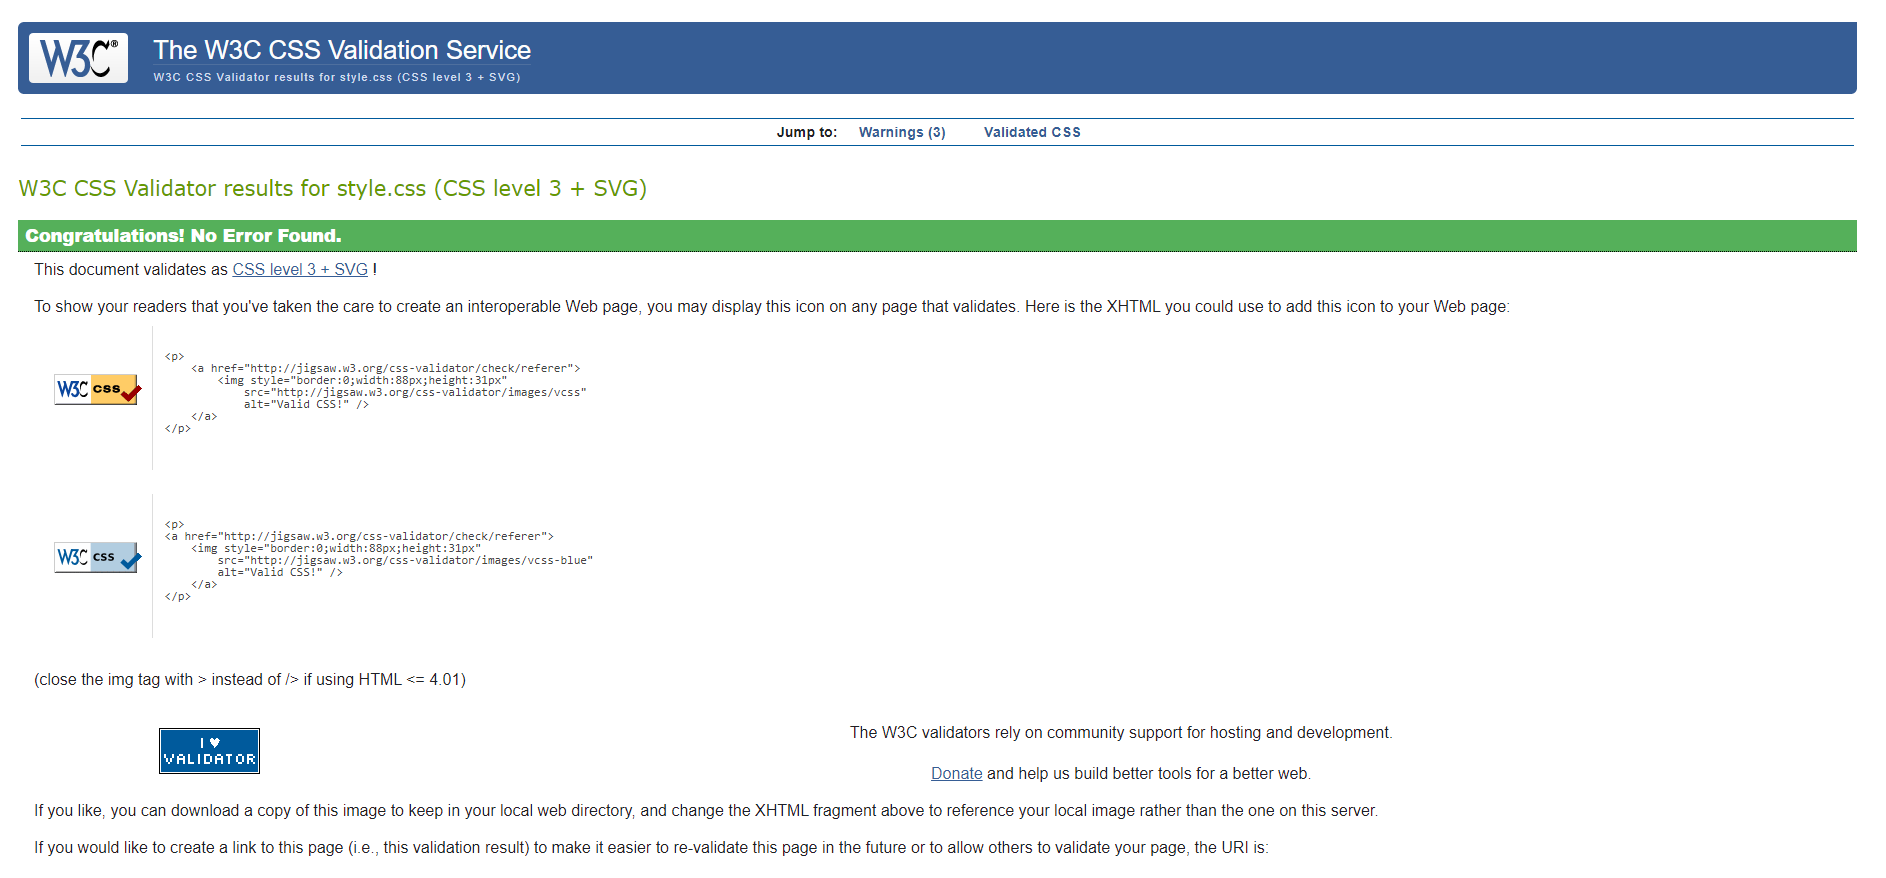 W3C®
The W3C CSS Validation Service
W3C CSS Validator results for style.css (CSS level 3 + SVG)
Jump to: Warnings (3) Validated CSS
W3C CSS Validator results for style.css (CSS level 3 + SVG)
Congratulations! No Error Found.
This document validates as CSS level 3 + SVG !
To show your readers that you've taken the care to create an interoperable Web page, you may display this icon on any page that validates. Here is the XHTML you could use to add this icon to your Web page:
W3C css
<p>
    <a href="http://jigsaw.w3.org/css-validator/check/referer">
        <img style="border:0;width:88px;height:31px"
            src="http://jigsaw.w3.org/css-validator/images/vcss"
            alt="Valid CSS!" />
    </a>
</p>
W3C css
<p>
<a href="http://jigsaw.w3.org/css-validator/check/referer">
    <img style="border:0;width:88px;height:31px"
        src="http://jigsaw.w3.org/css-validator/images/vcss-blue"
        alt="Valid CSS!" />
    </a>
</p>
(close the img tag with > instead of /> if using HTML <= 4.01)
I ♥
VALIDATOR
The W3C validators rely on community support for hosting and development.
Donate and help us build better tools for a better web.
If you like, you can download a copy of this image to keep in your local web directory, and change the XHTML fragment above to reference your local image rather than the one on this server.
If you would like to create a link to this page (i.e., this validation result) to make it easier to re-validate this page in the future or to allow others to validate your page, the URI is: